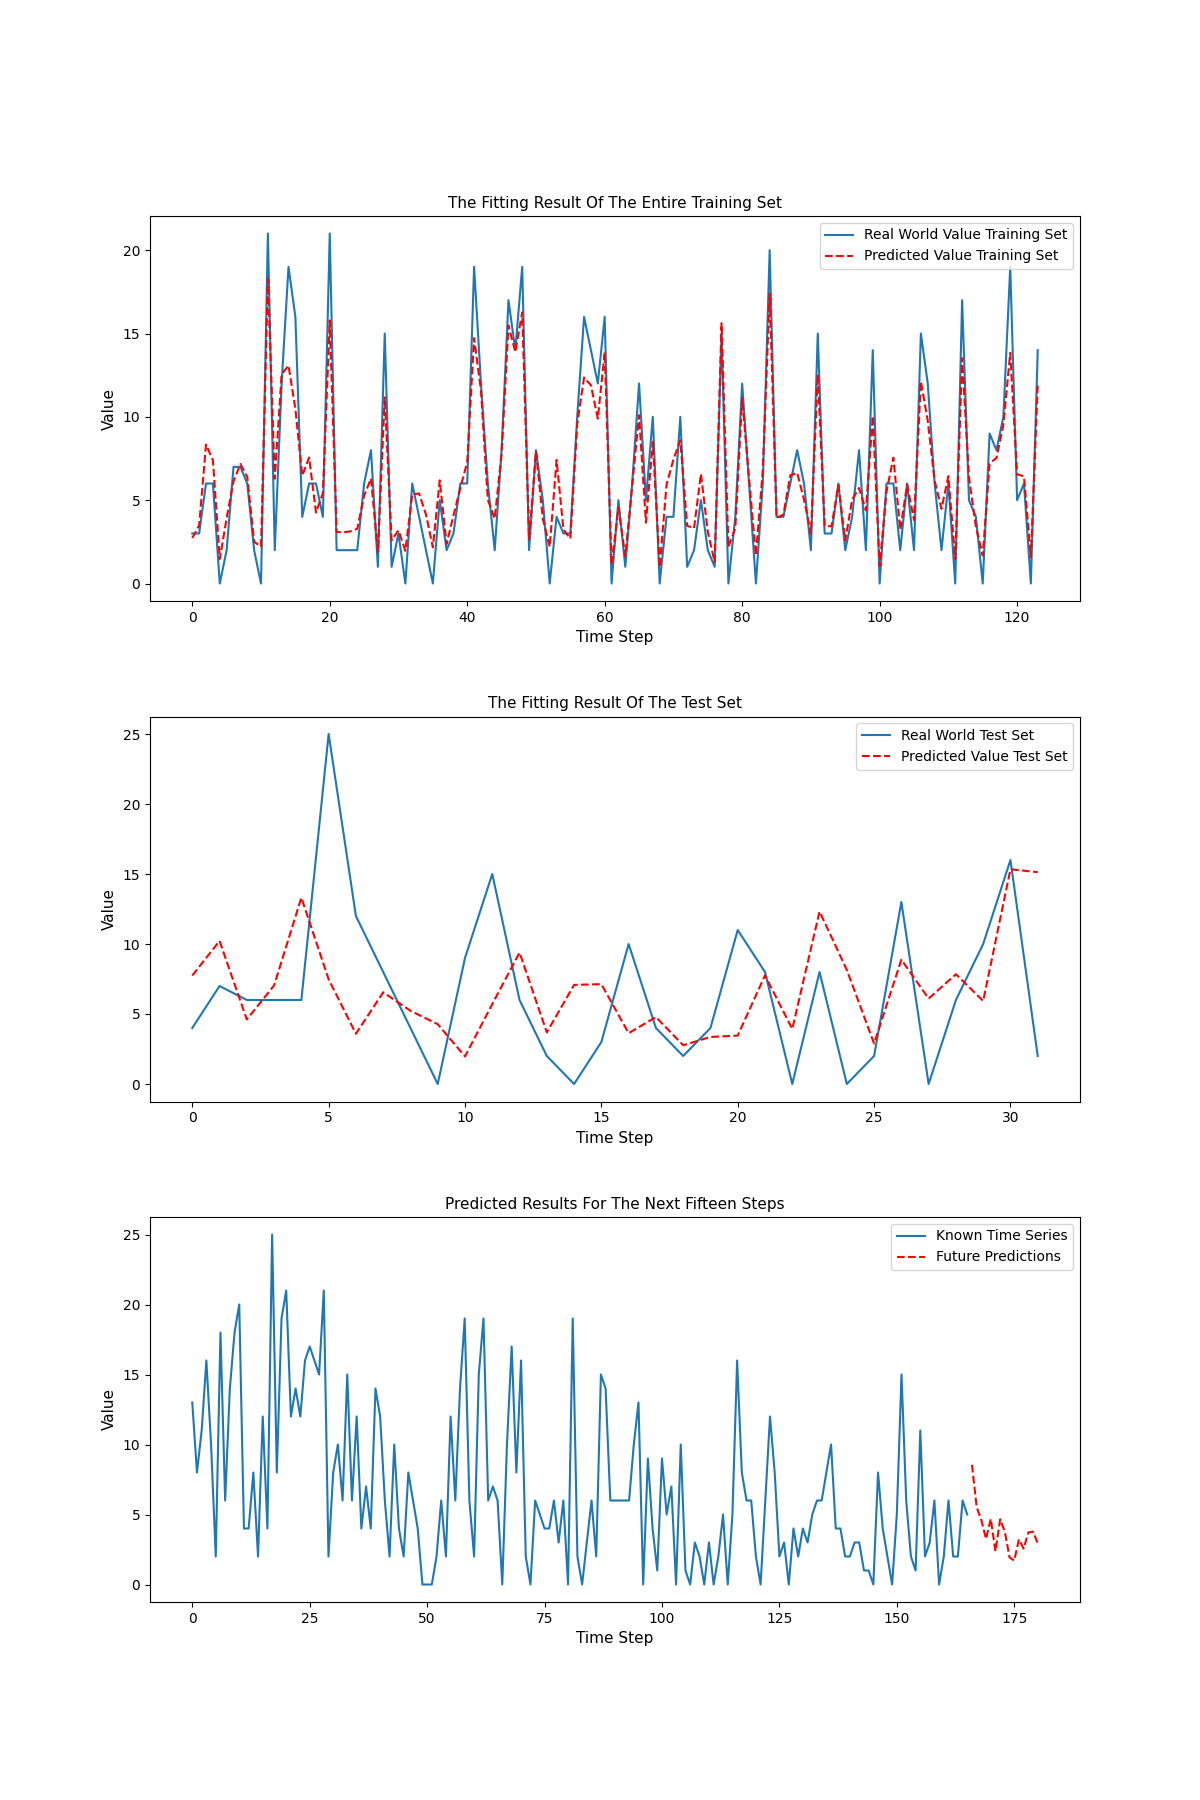 The Fitting Result Of The Entire Training Set
Real World Value Training Set
Predicted Value Training Set
Value
20
15
10
5
0
0 20 40 60 80 100 120
Time Step
The Fitting Result Of The Test Set
Real World Test Set
Predicted Value Test Set
Value
25
20
15
10
5
0
0 5 10 15 20 25 30
Time Step
Predicted Results For The Next Fifteen Steps
Known Time Series
Future Predictions
Value
25
20
15
10
5
0
0 25 50 75 100 125 150 175
Time Step